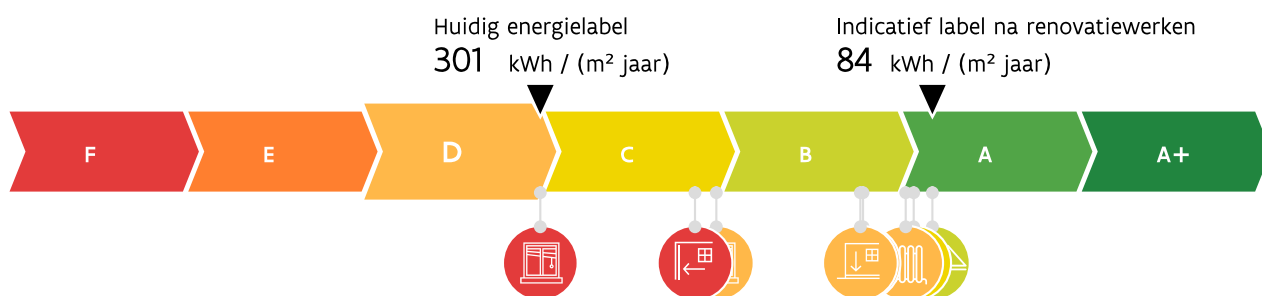 Huidig energielabel
301 kWh / (m² jaar)
Indicatief label na renovatiewerken
84 kWh / (m² jaar)
F
E
D
C
B
A
A+